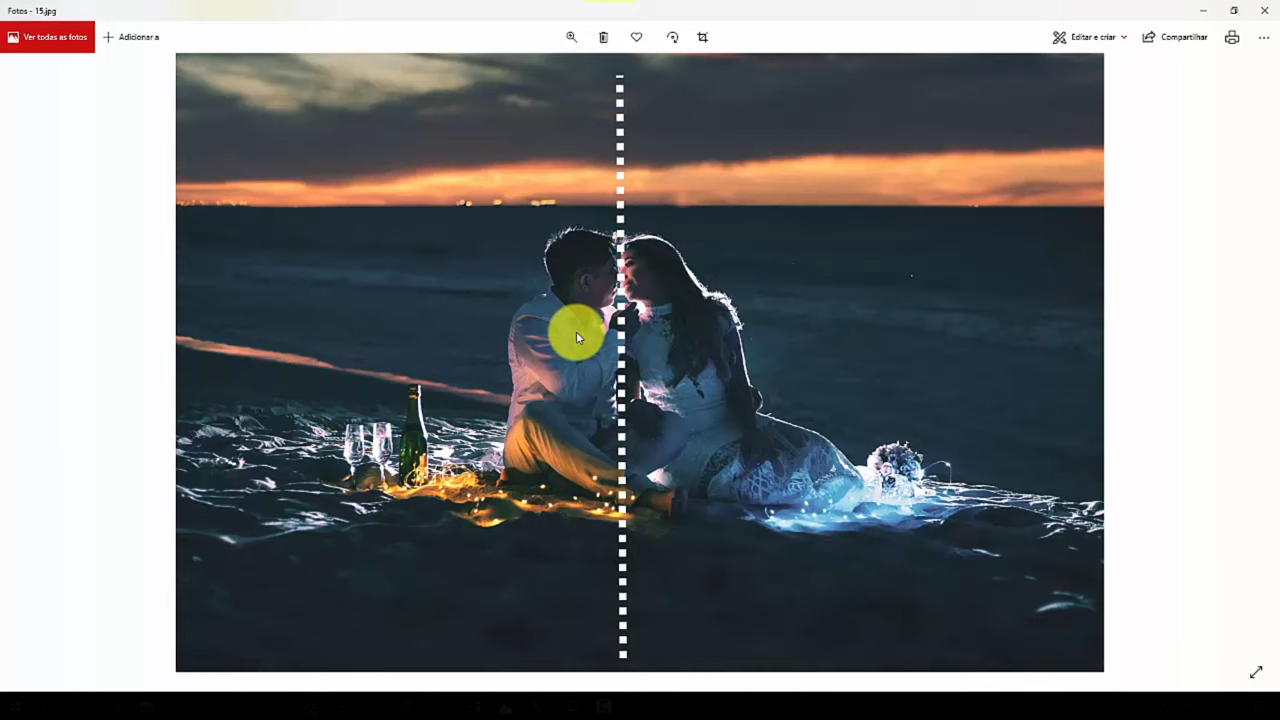 Fotos - 15.jpg
Ver todas as fotos
Adicionar a
Editar e criar
Compartilhar